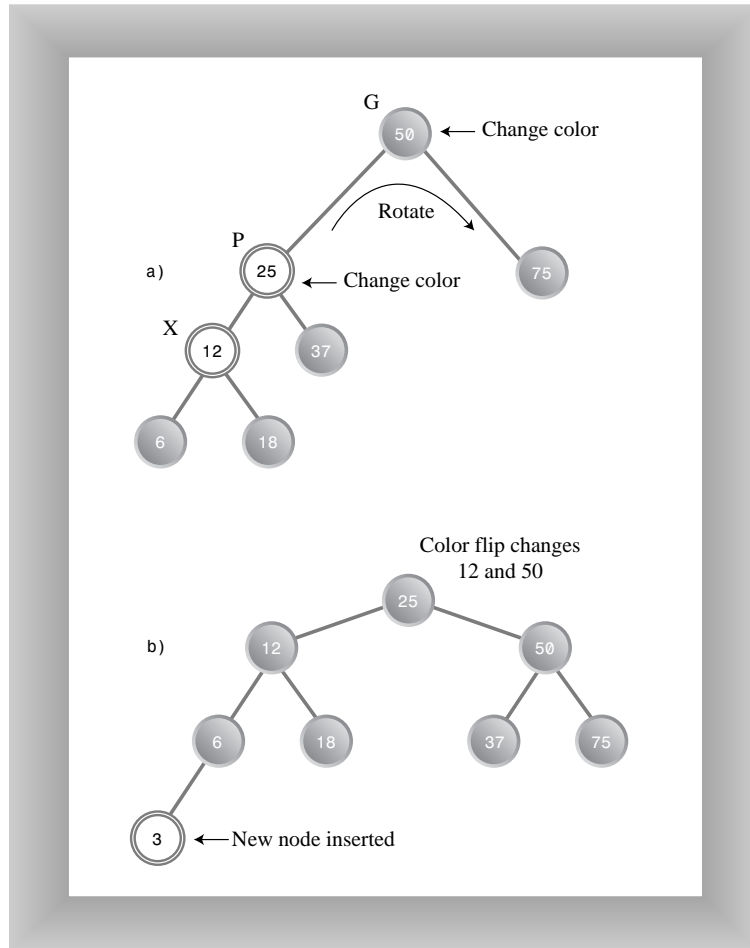 G
50
Change color
Rotate
P
a)
25
Change color
75
X
12
37
6
18
Color flip changes
12 and 50
25
b)
12
50
6
18
37
75
3
New node inserted